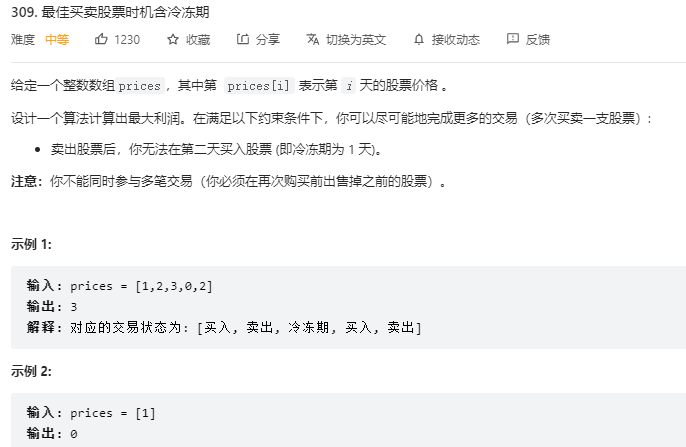 309. 最佳买卖股票时机含冷冻期
难度 中等 1230 收藏 分享 切换为英文 接收动态 反馈
给定一个整数数组prices，其中第 prices[i] 表示第 i 天的股票价格 。
设计一个算法计算出最大利润。在满足以下约束条件下，你可以尽可能地完成更多的交易（多次买卖一支股票）:
• 卖出股票后，你无法在第二天买入股票 (即冷冻期为 1 天)。
注意：你不能同时参与多笔交易（你必须在再次购买前出售掉之前的股票）。
示例 1:
输入: prices = [1,2,3,0,2]
输出: 3
解释: 对应的交易状态为: [买入, 卖出, 冷冻期, 买入, 卖出]
示例 2:
输入: prices = [1]
输出: 0